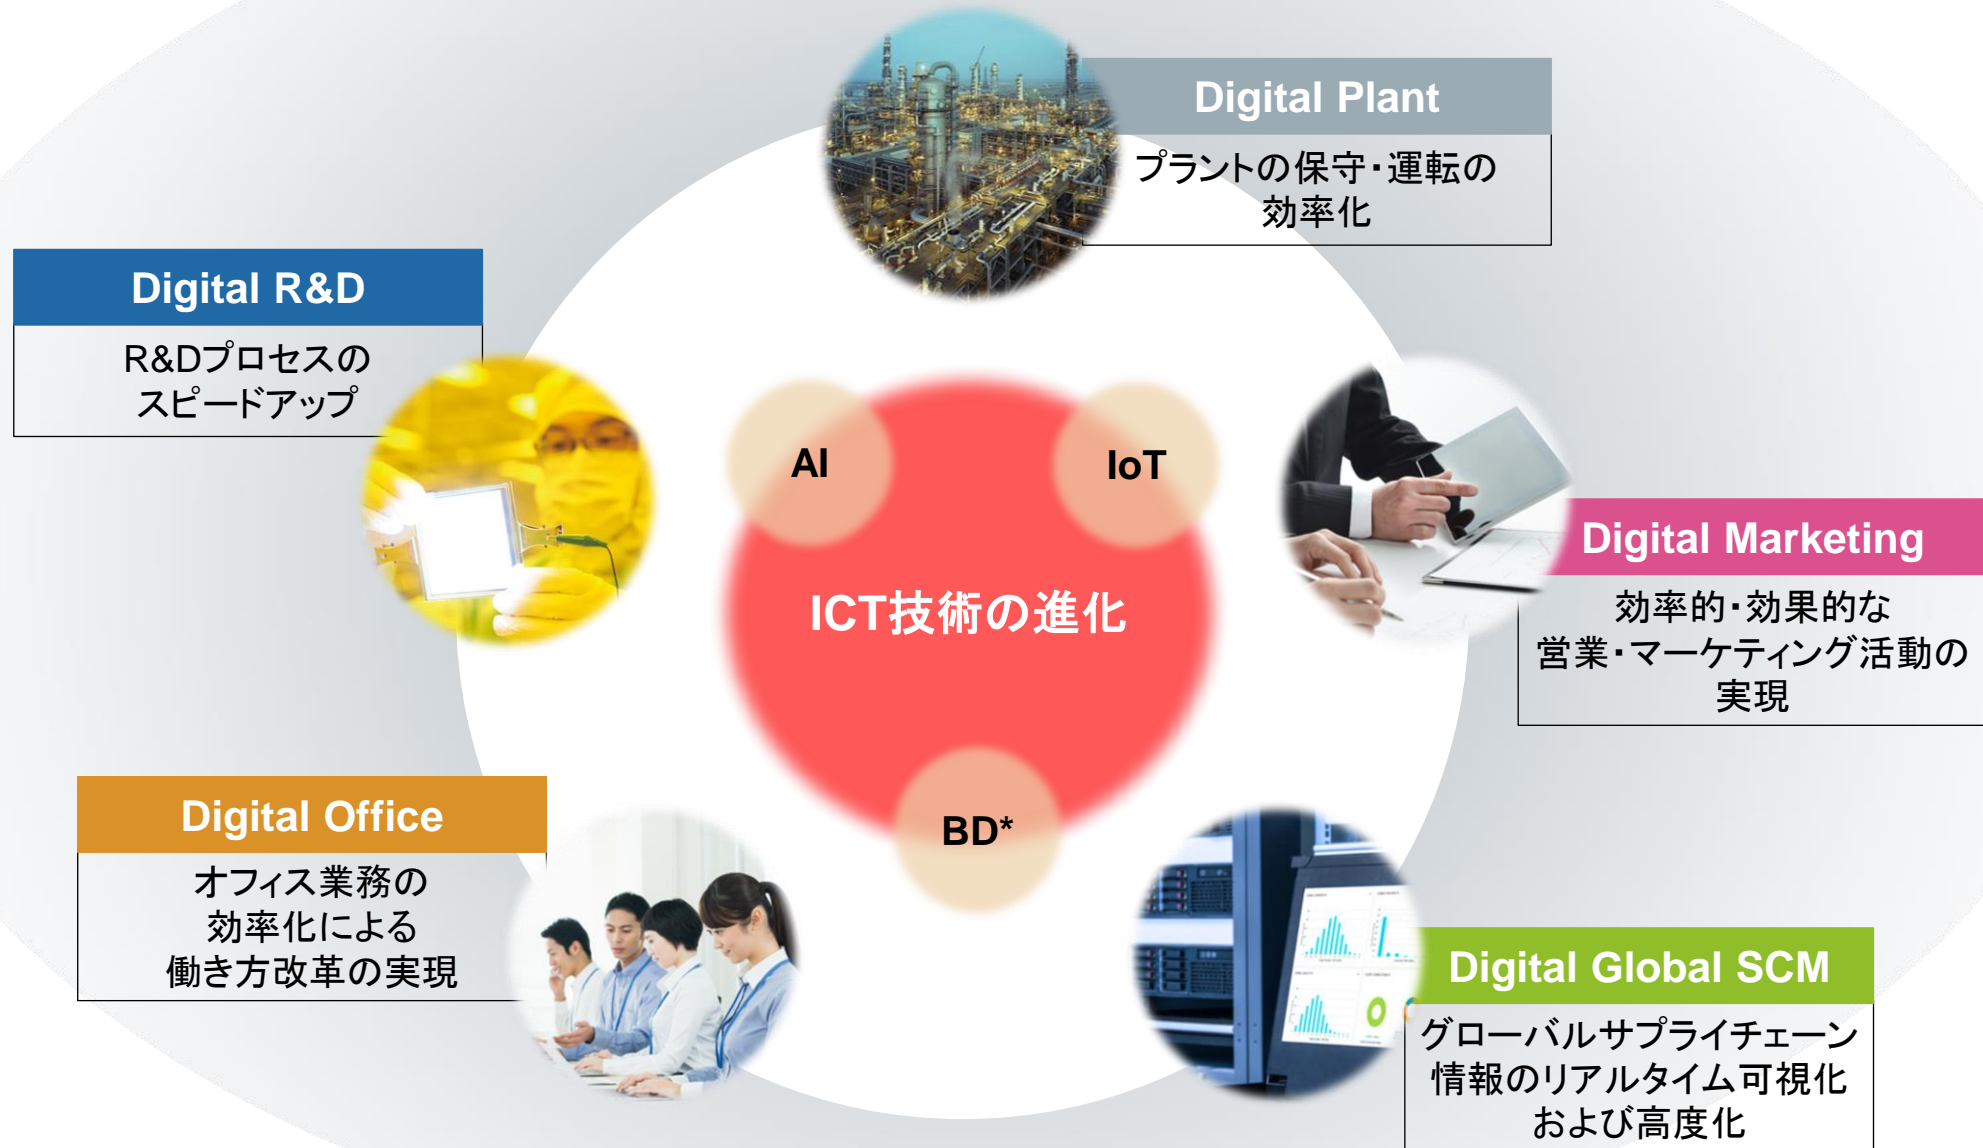 Digital Plant
プラントの保守・運転の
効率化
Digital R&D
R&Dプロセスの
スピードアップ
AI
IoT
ICT技術の進化
BD*
Digital Marketing
効率的・効果的な
営業・マーケティング活動の
実現
Digital Office
オフィス業務の
効率化による
働き方改革の実現
Digital Global SCM
グローバルサプライチェーン
情報のリアルタイム可視化
および高度化